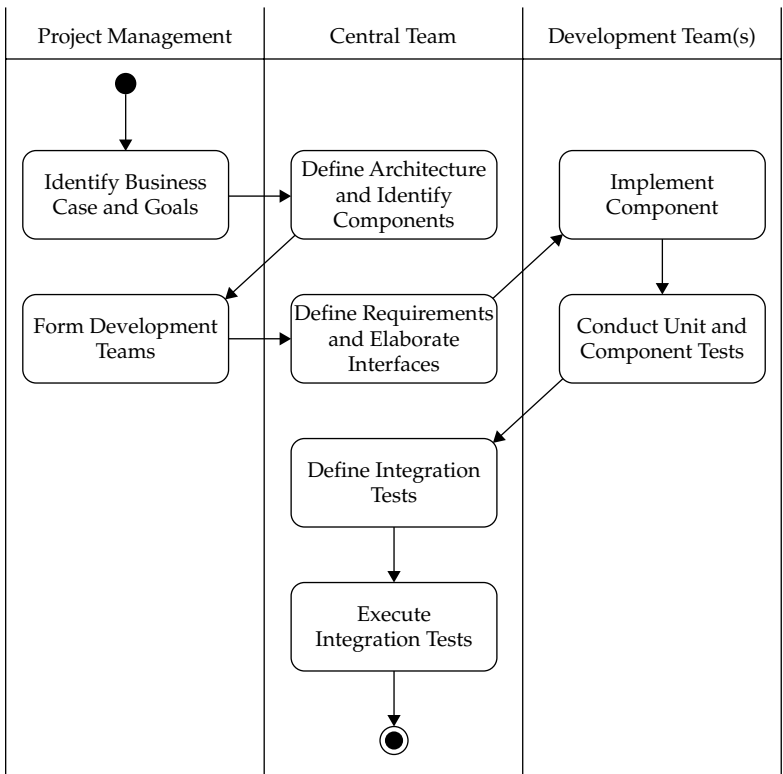 Project Management
Central Team
Development Team(s)
Identify Business
Case and Goals
Define Architecture
and Identify
Components
Implement
Component
Form Development
Teams
Define Requirements
and Elaborate
Interfaces
Conduct Unit and
Component Tests
Define Integration
Tests
Execute
Integration Tests